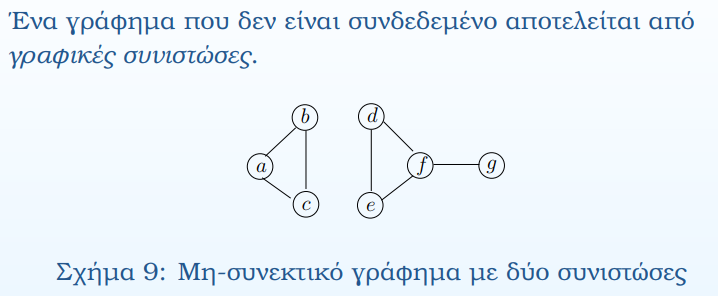 Ένα γράφημα που δεν είναι συνδεδεμένο αποτελείται από
γραφικές συνιστώσες.
b d
a f g
c e
Σχήμα 9: Μη-συνεκτικό γράφημα με δύο συνιστώσες